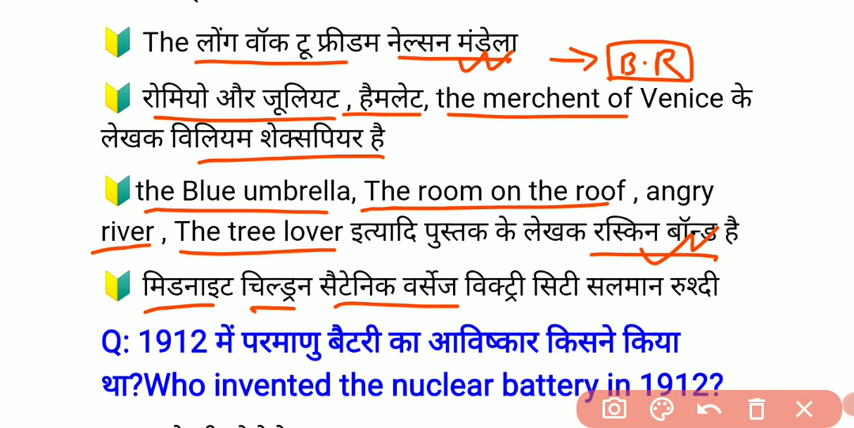 The लोंग वॉक टू फ्रीडम नेल्सन मंडेला → B.R
रोमियो और जूलियट , हैमलेट, the merchent of Venice के
लेखक विलियम शेक्सपियर है
the Blue umbrella, The room on the roof , angry
river , The tree lover इत्यादि पुस्तक के लेखक रस्किन बॉन्ड है
मिडनाइट चिल्ड्रन सैटेनिक वर्सेज विक्ट्री सिटी सलमान रुश्दी
Q: 1912 में परमाणु बैटरी का आविष्कार किसने किया
था?Who invented the nuclear battery in 1912?